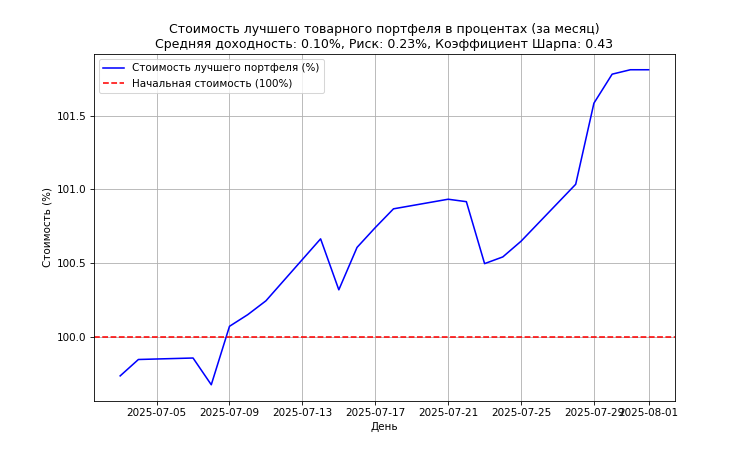 Стоимость лучшего товарного портфеля в процентах (за месяц)
Средняя доходность: 0.10%, Риск: 0.23%, Коэффициент Шарпа: 0.43
Стоимость лучшего портфеля (%)
Начальная стоимость (100%)
Стоимость (%)
101.5
101.0
100.5
100.0
2025-07-05 2025-07-09 2025-07-13 2025-07-17 2025-07-21 2025-07-25 2025-07-29 2025-08-01
День